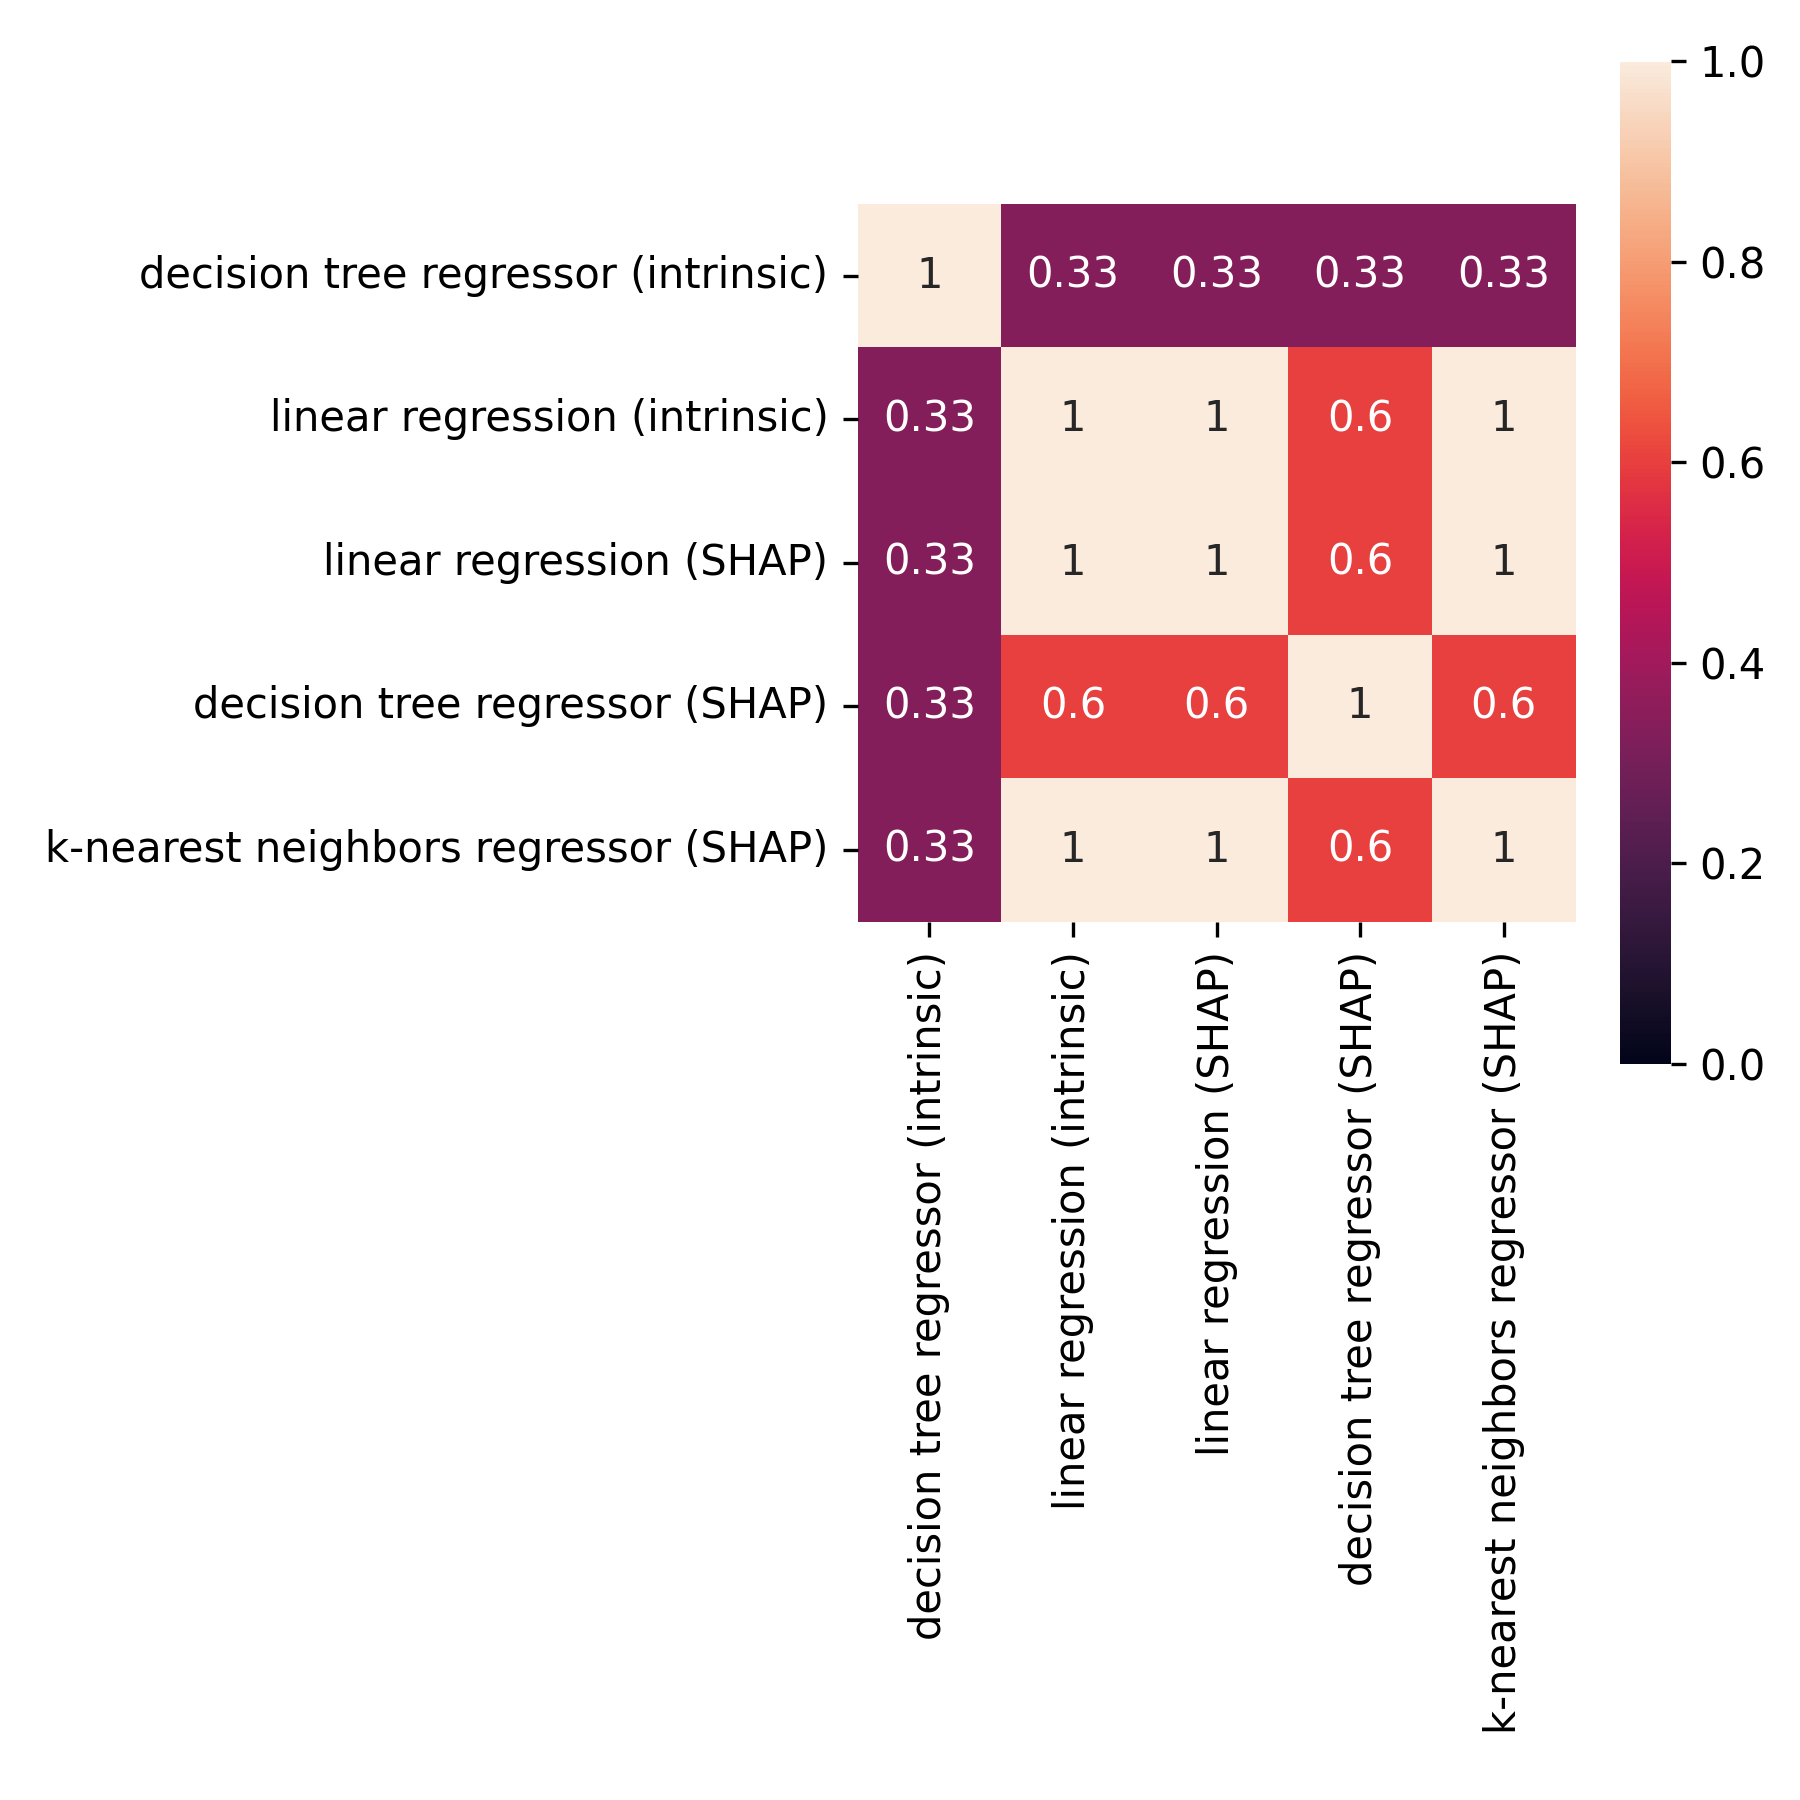 1.0
0.8
0.6
0.4
0.2
0.0
decision tree regressor (intrinsic) 1 0.33 0.33 0.33 0.33
linear regression (intrinsic) 0.33 1 1 0.6 1
linear regression (SHAP) 0.33 1 1 0.6 1
decision tree regressor (SHAP) 0.33 0.6 0.6 1 0.6
k-nearest neighbors regressor (SHAP) 0.33 1 1 0.6 1
decision tree regressor (intrinsic)
linear regression (intrinsic)
linear regression (SHAP)
decision tree regressor (SHAP)
k-nearest neighbors regressor (SHAP)